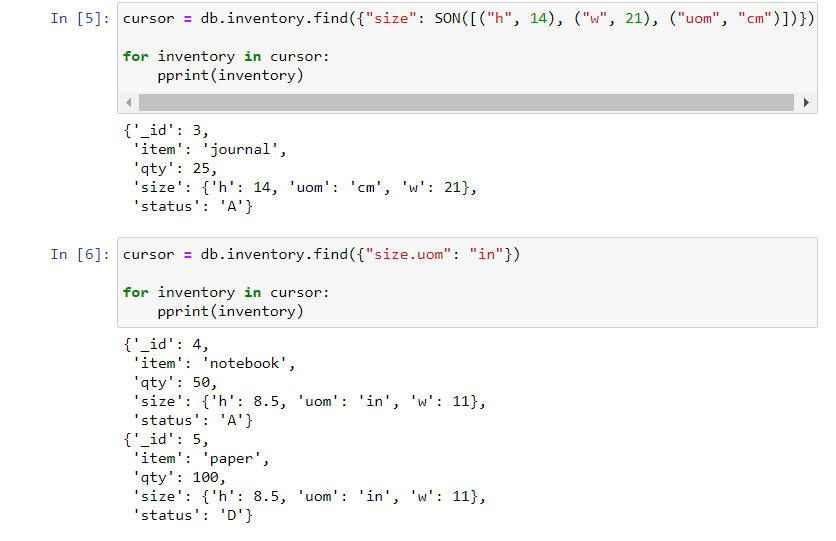 In [5]: cursor = db.inventory.find({"size": SON([("h", 14), ("w", 21), ("uom", "cm")])})
for inventory in cursor:
    pprint(inventory)
{'_id': 3,
 'item': 'journal',
 'qty': 25,
 'size': {'h': 14, 'uom': 'cm', 'w': 21},
 'status': 'A'}
In [6]: cursor = db.inventory.find({"size.uom": "in"})
for inventory in cursor:
    pprint(inventory)
{'_id': 4,
 'item': 'notebook',
 'qty': 50,
 'size': {'h': 8.5, 'uom': 'in', 'w': 11},
 'status': 'A'}
{'_id': 5,
 'item': 'paper',
 'qty': 100,
 'size': {'h': 8.5, 'uom': 'in', 'w': 11},
 'status': 'D'}